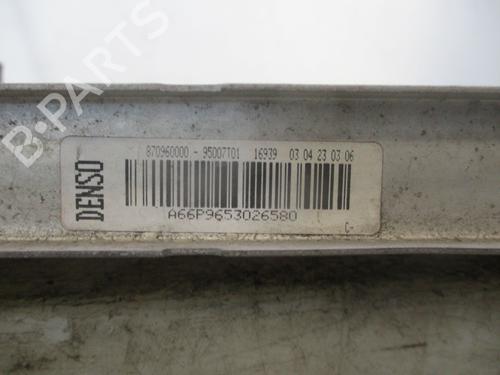 DENSO
870960000 - 95007T01 16939 03 04 23 03 06
A66P9653026580
C-
B-PARTS